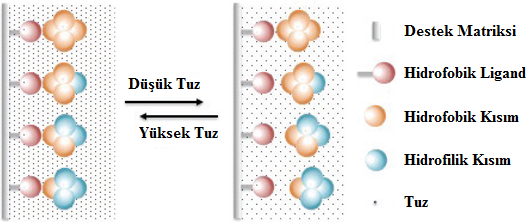 Düşük Tuz
Yüksek Tuz
Destek Matriksi
Hidrofobik Ligand
Hidrofobik Kısım
Hidrofilik Kısım
Tuz